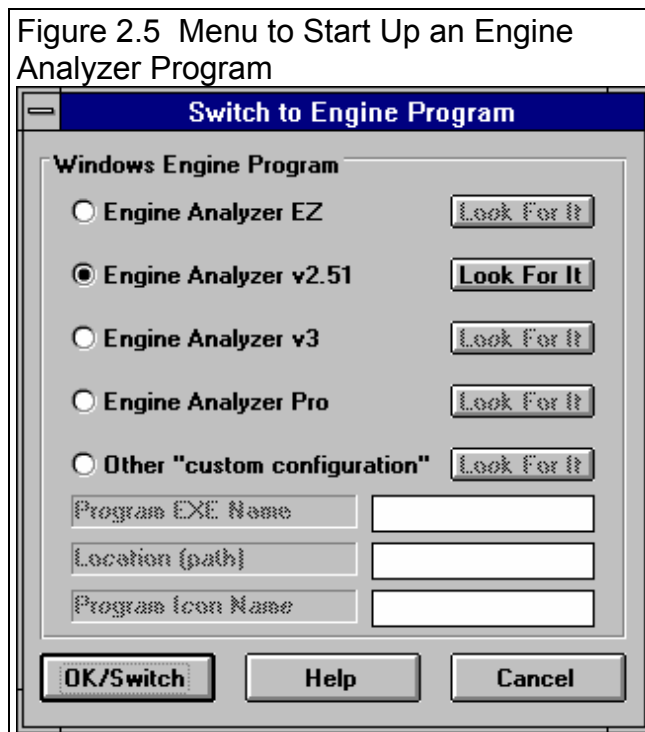 Figure 2.5  Menu to Start Up an Engine
Analyzer Program
Switch to Engine Program
Windows Engine Program
Engine Analyzer EZ Look For It
Engine Analyzer v2.51 Look For It
Engine Analyzer v3 Look For It
Engine Analyzer Pro Look For It
Other "custom configuration" Look For It
Program EXE Name
Location (path)
Program Icon Name
OK/Switch Help Cancel